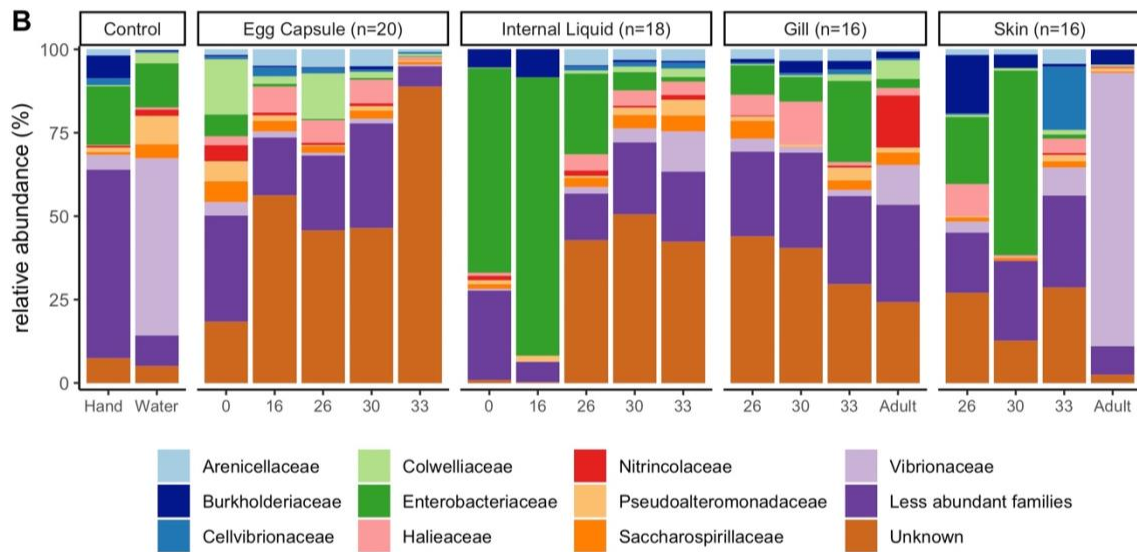 B
Control
Egg Capsule (n=20)
Internal Liquid (n=18)
Gill (n=16)
Skin (n=16)
relative abundance (%)
100
75
50
25
0
Hand Water
0 16 26 30 33
0 16 26 30 33
26 30 33 Adult
26 30 33 Adult
Arenicellaceae Colwelliaceae Nitrincolaceae Vibrionaceae
Burkholderiaceae Enterobacteriaceae Pseudoalteromonadaceae Less abundant families
Cellvibrionaceae Halieaceae Saccharospirillaceae Unknown